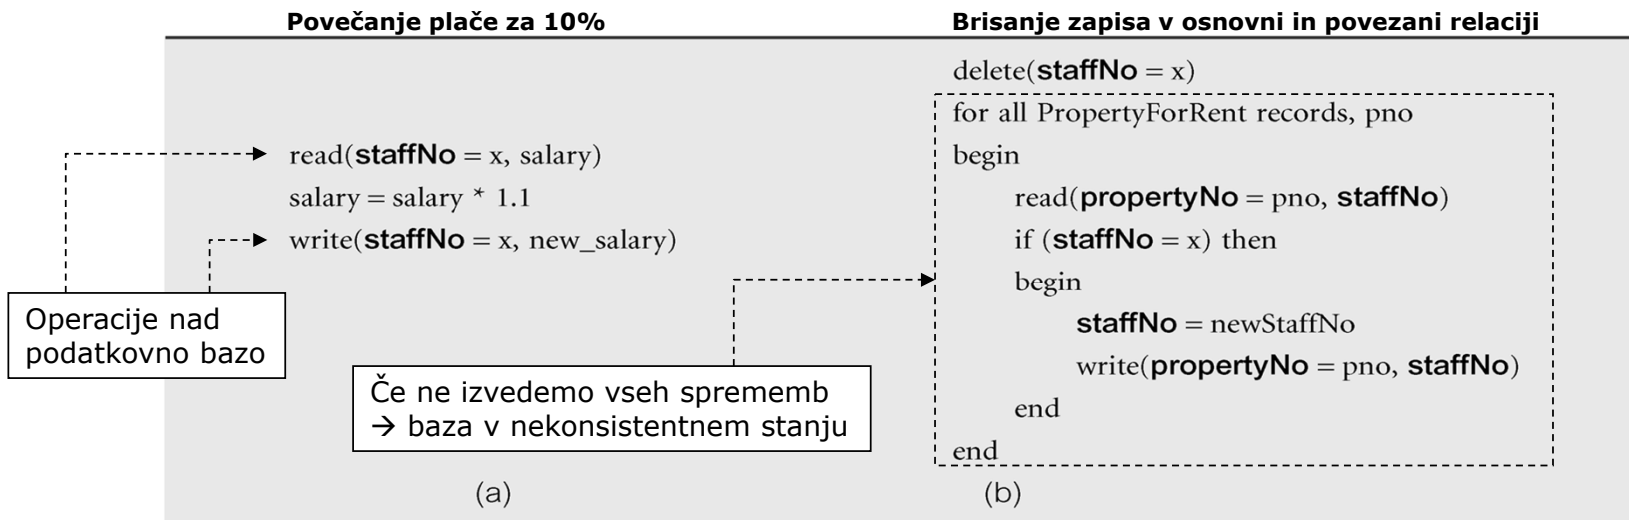 Povečanje plače za 10%
read(staffNo = x, salary)
salary = salary * 1.1
write(staffNo = x, new_salary)
Operacije nad
podatkovno bazo
(a)
Brisanje zapisa v osnovni in povezani relaciji
delete(staffNo = x)
for all PropertyForRent records, pno
begin
read(propertyNo = pno, staffNo)
if (staffNo = x) then
begin
staffNo = newStaffNo
write(propertyNo = pno, staffNo)
end
end
Če ne izvedemo vseh sprememb
→ baza v nekonsistentnem stanju
(b)